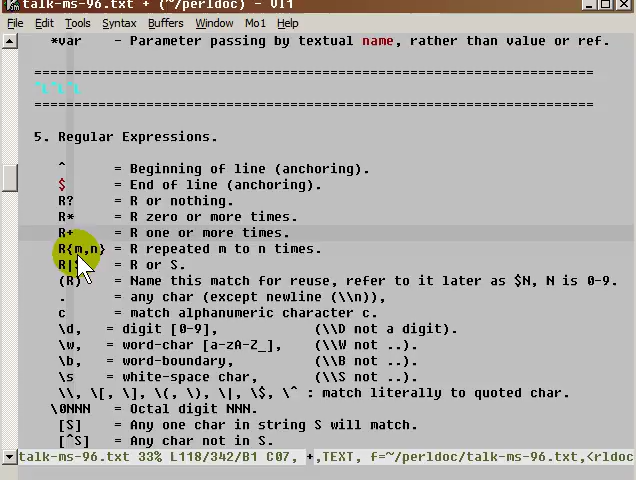 talk-ms-96.txt + (~/perldoc) - VI1
File Edit Tools Syntax Buffers Window Mo1 Help
*var - Parameter passing by textual name, rather than value or ref.
======================================================================
^L^L^L
======================================================================
5. Regular Expressions.
^ = Beginning of line (anchoring).
$ = End of line (anchoring).
R? = R or nothing.
R* = R zero or more times.
R+ = R one or more times.
R{m,n} = R repeated m to n times.
R| = R or S.
(R) = Name this match for reuse, refer to it later as $N, N is 0-9.
. = any char (except newline (\\n)),
c = match alphanumeric character c.
\d, = digit [0-9], (\\D not a digit).
\w, = word-char [a-zA-Z_], (\\W not ..).
\b, = word-boundary, (\\B not ..).
\s = white-space char, (\\S not ..).
\\, \[, \], \(, \), \|, \$, \^ : match literally to quoted char.
\0NNN = Octal digit NNN.
[S] = Any one char in string S will match.
[^S] = Any char not in S.
talk-ms-96.txt 33% L118/342/B1 C07, +,TEXT, f=~/perldoc/talk-ms-96.txt,<rldoc